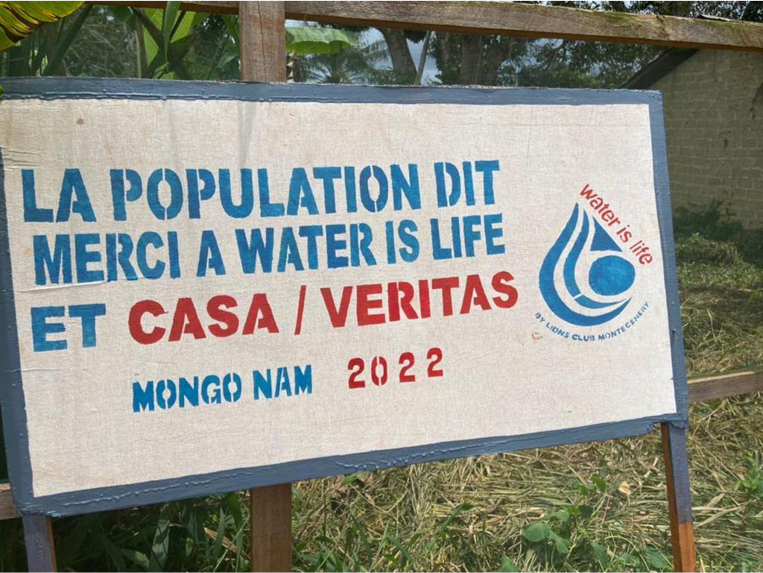 LA POPULATION DIT
MERCI A WATER IS LIFE
ET CASA / VERITAS
MONGO NAM 2022
water is life
BY LIONS CLUB MONTECENERI